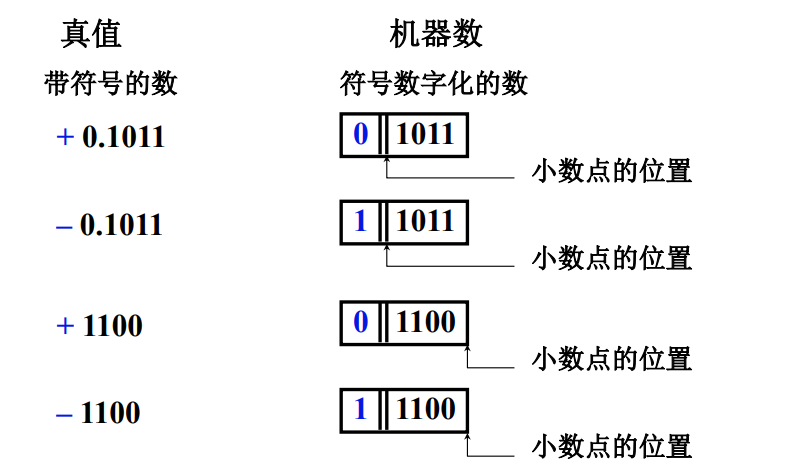 真值 机器数
带符号的数 符号数字化的数
+ 0.1011 0 1011
小数点的位置
– 0.1011 1 1011
小数点的位置
+ 1100 0 1100
小数点的位置
– 1100 1 1100
小数点的位置